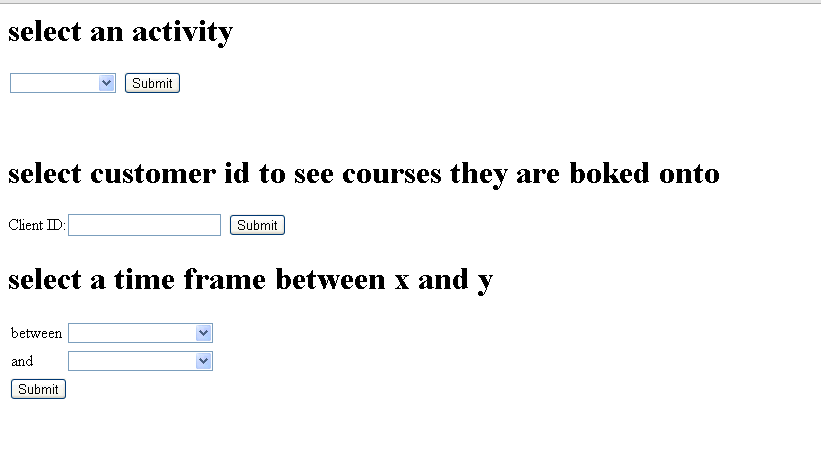 select an activity
Submit
select customer id to see courses they are boked onto
Client ID: Submit
select a time frame between x and y
between
and
Submit